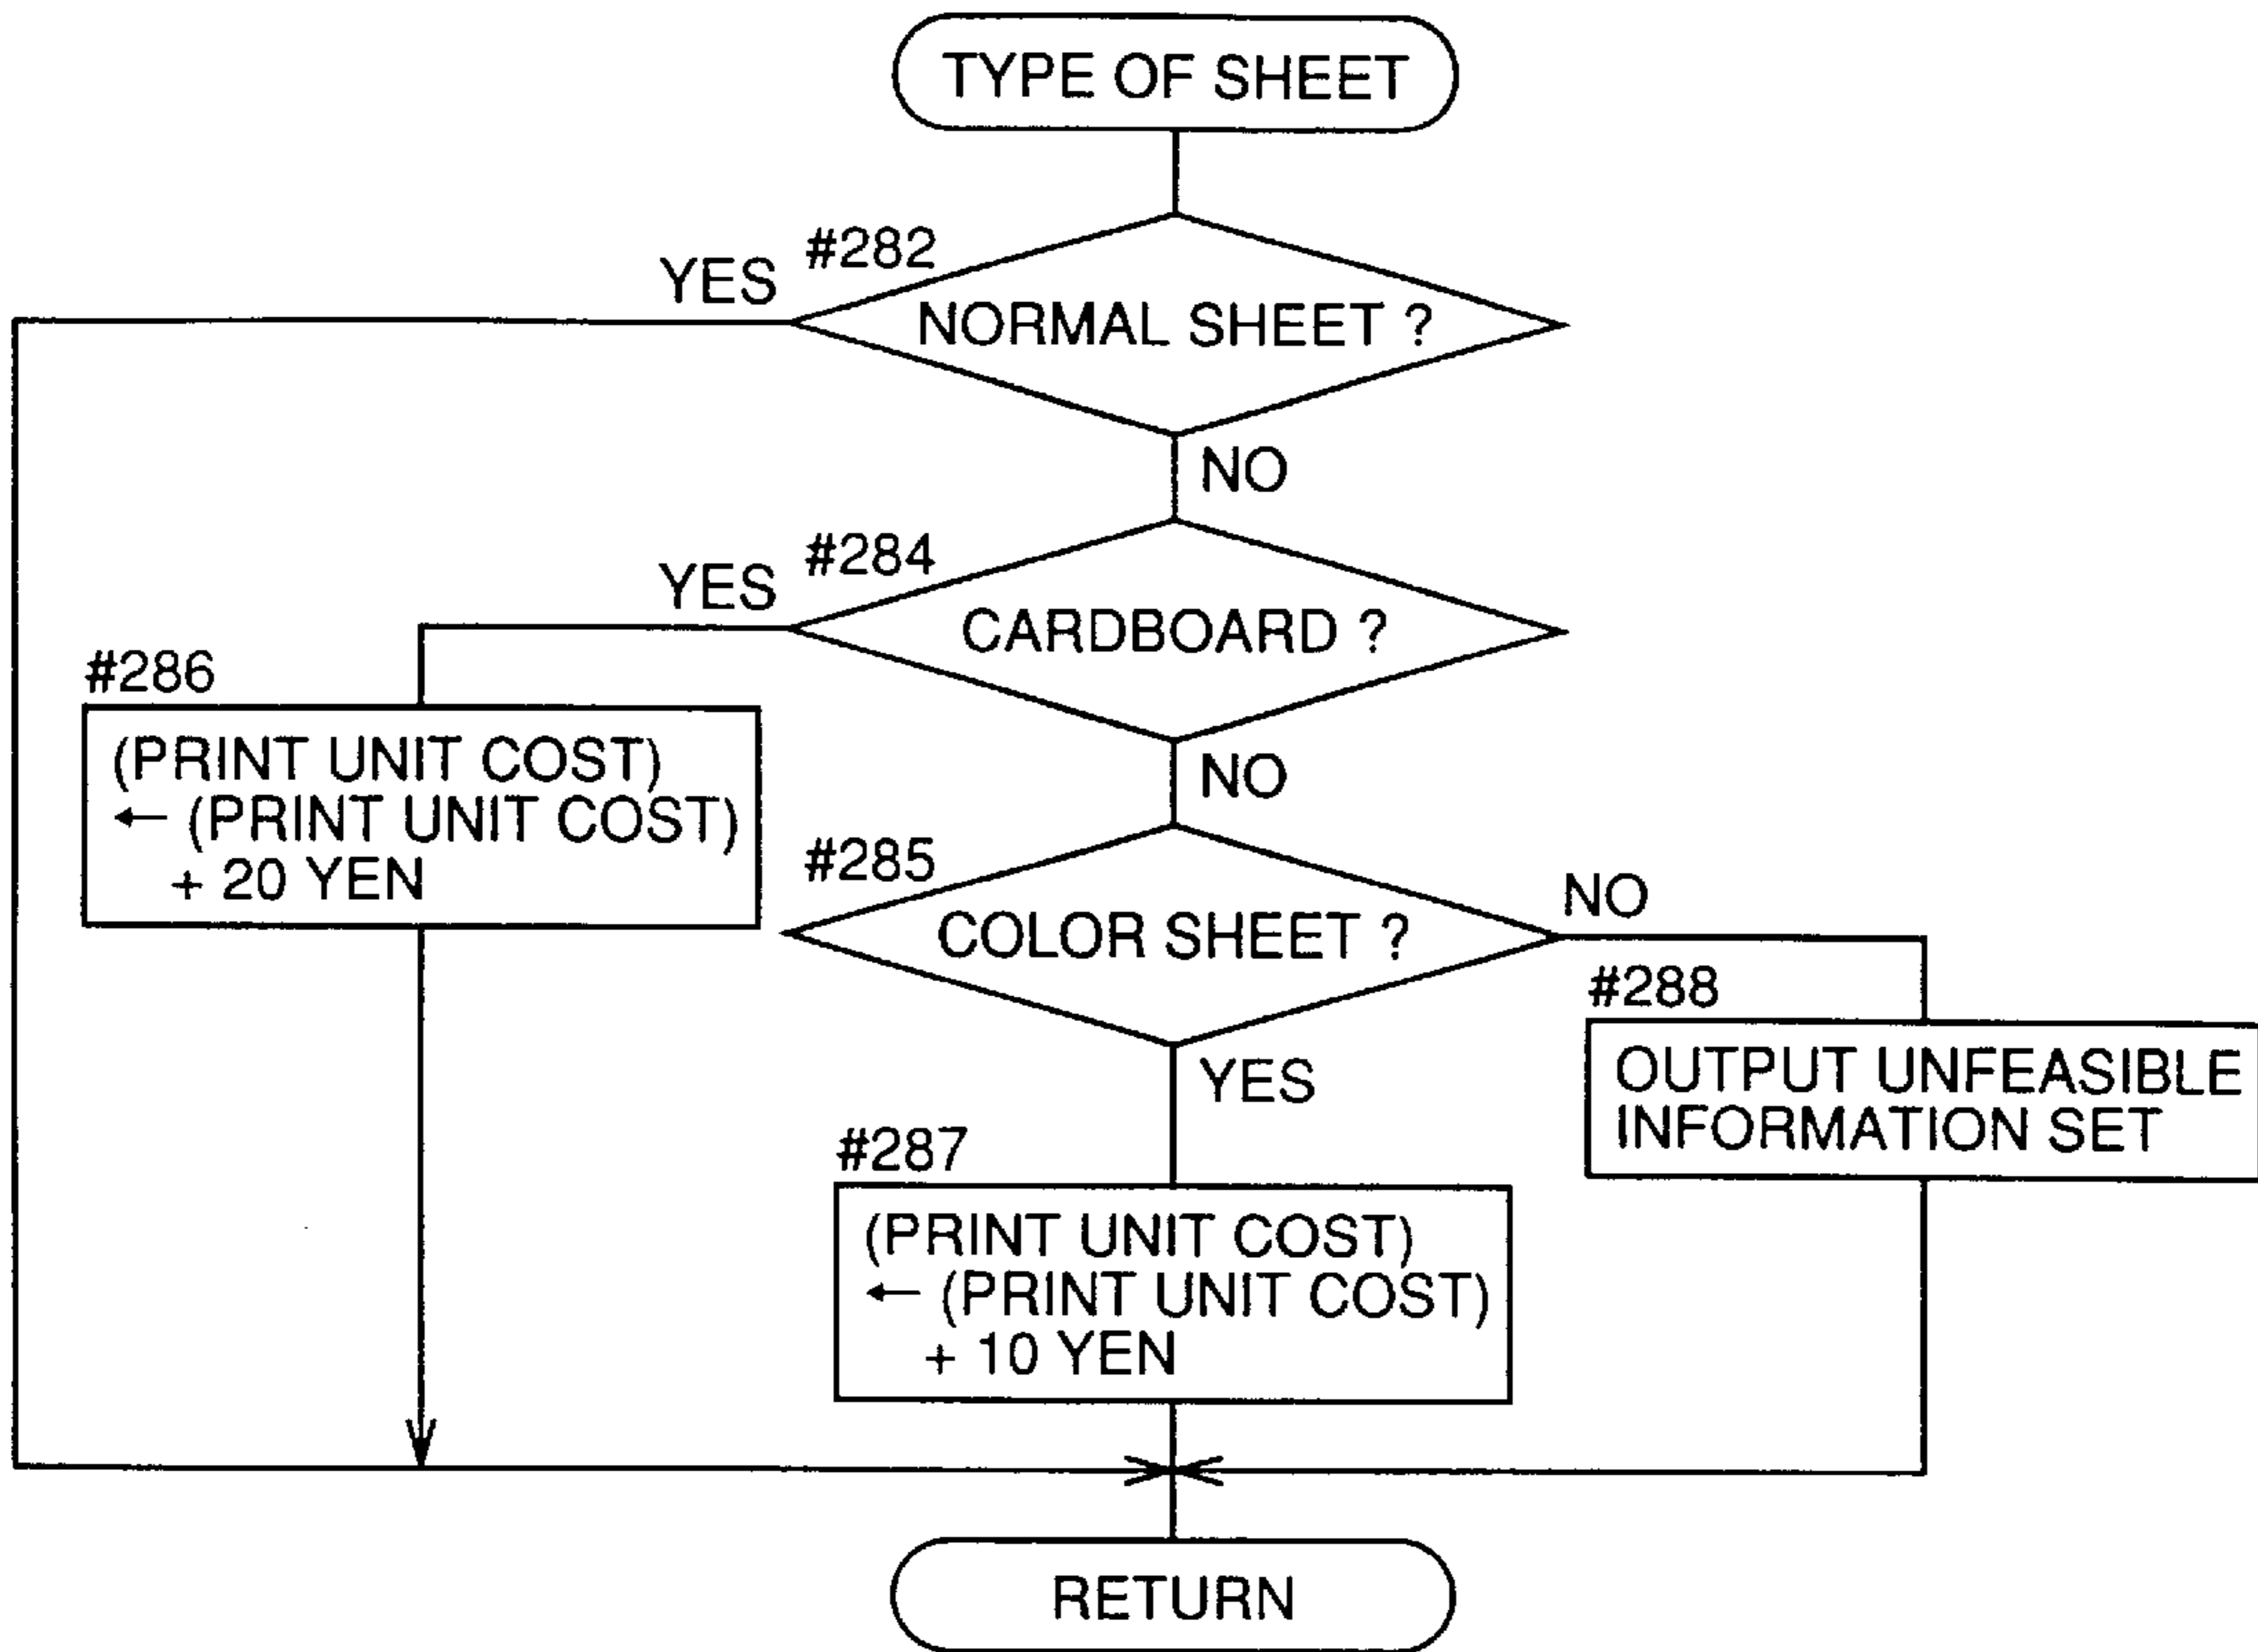 TYPE OF SHEET
#282
YES
NORMAL SHEET ?
NO
#284
YES
CARDBOARD ?
#286
(PRINT UNIT COST)
← (PRINT UNIT COST)
+ 20 YEN
NO
#285
COLOR SHEET ?
NO
#288
OUTPUT UNFEASIBLE
INFORMATION SET
YES
#287
(PRINT UNIT COST)
← (PRINT UNIT COST)
+ 10 YEN
RETURN